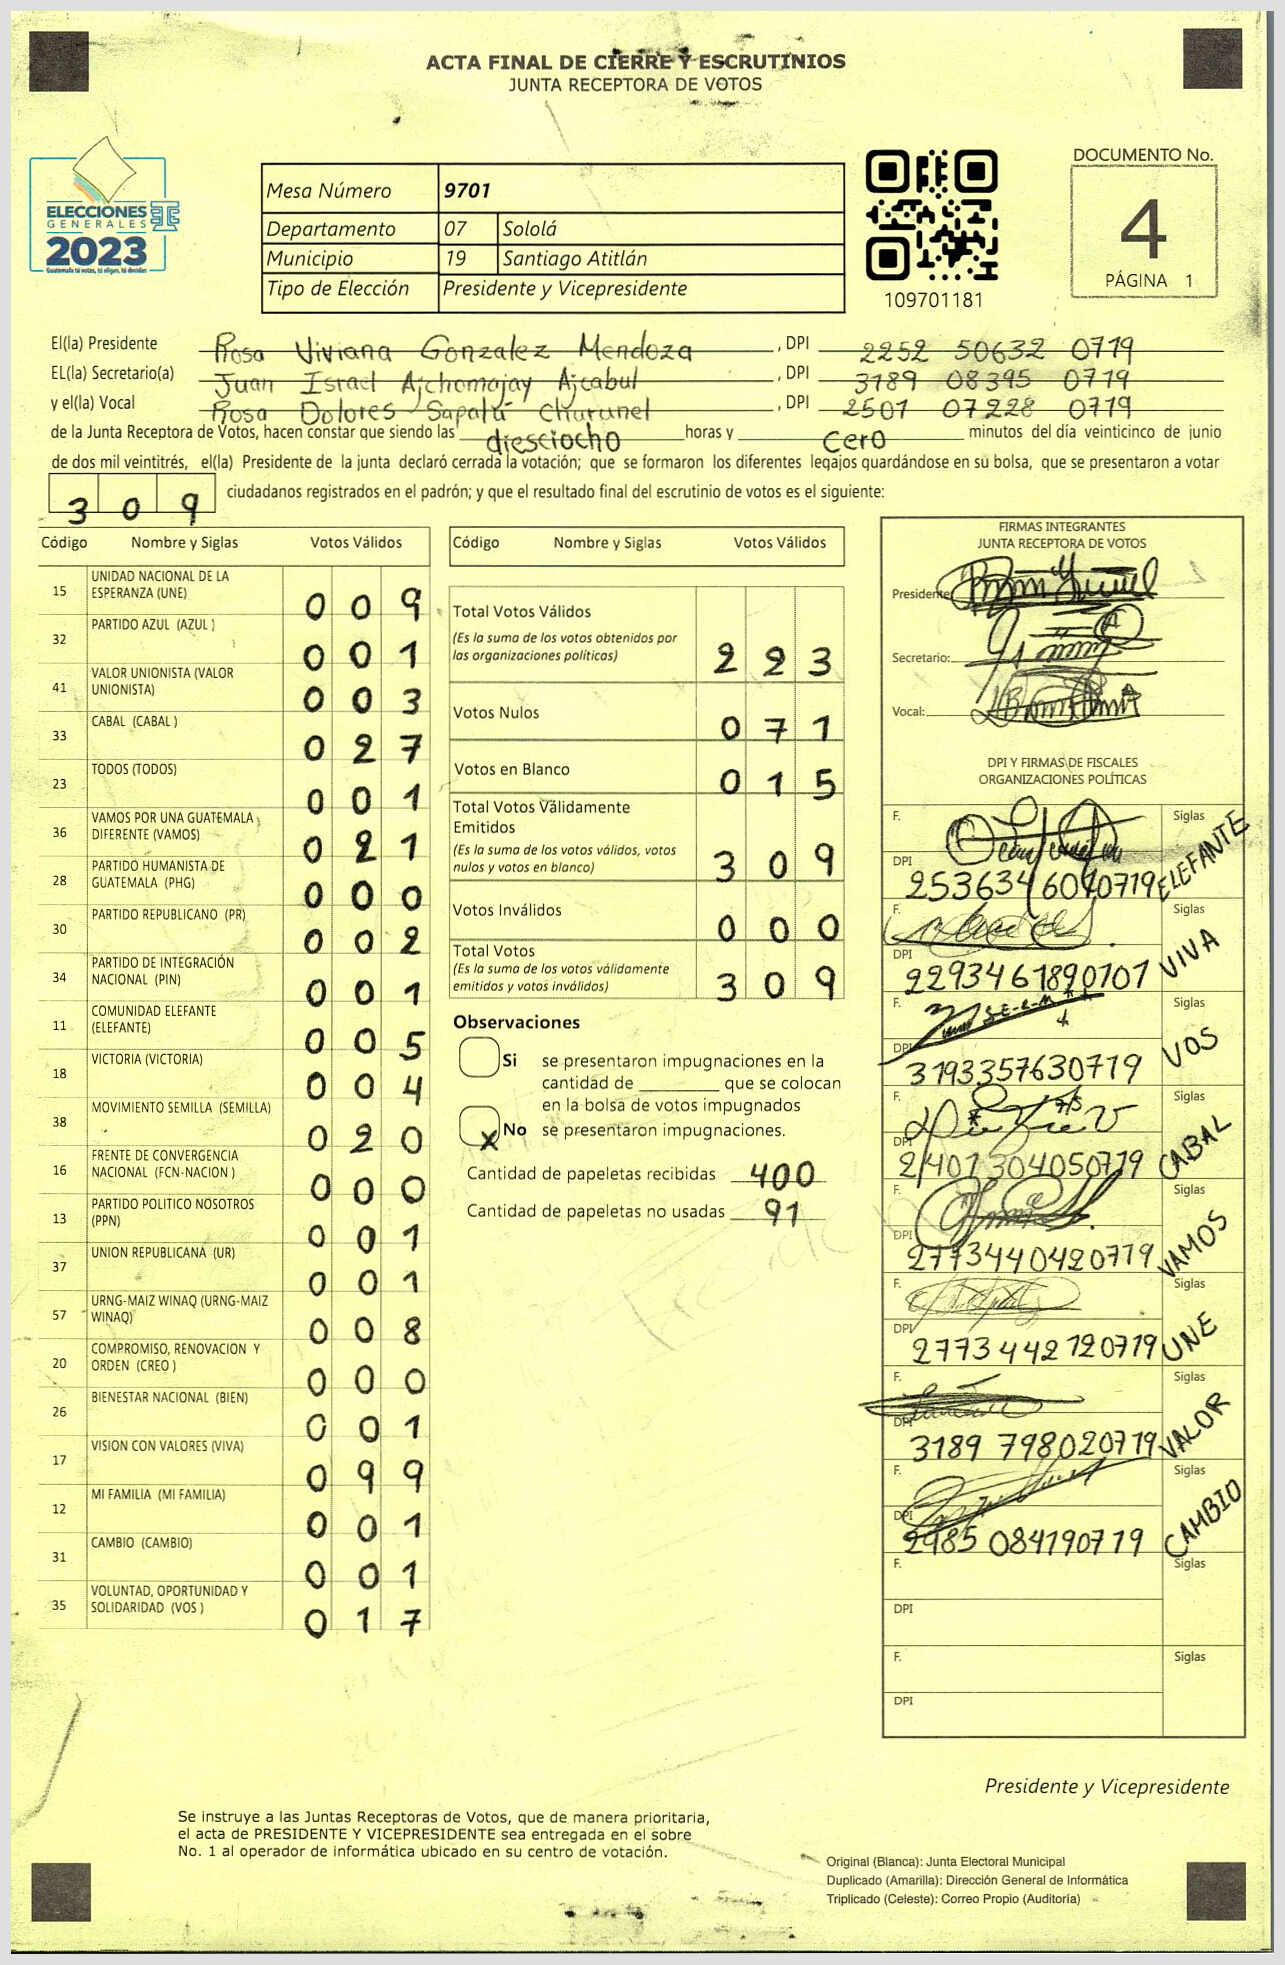 ACTA FINAL DE CIERRE Y ESCRUTINIOS
JUNTA RECEPTORA DE VOTOS
ELECCIONES
GENERALES
2023
Guatemala tú votas, tú eliges, tú decides
Mesa Número 9701
Departamento 07 Sololá
Municipio 19 Santiago Atitlán
Tipo de Elección Presidente y Vicepresidente
109701181
DOCUMENTO No.
4
PÁGINA 1
El(la) Presidente Rosa Viviana Gonzalez Mendoza , DPI 2252 50632 0719
EL(la) Secretario(a) Juan Israel Ajchomajay Ajcabul , DPI 3189 08395 0719
y el(la) Vocal Rosa Dolores Sapalú Churunel , DPI 2501 07228 0719
de la Junta Receptora de Votos, hacen constar que siendo las diesciocho horas y cero minutos del día veinticinco de junio
de dos mil veintitrés, el(la) Presidente de la junta declaró cerrada la votación; que se formaron los diferentes legajos guardándose en su bolsa, que se presentaron a votar
3 0 9 ciudadanos registrados en el padrón; y que el resultado final del escrutinio de votos es el siguiente:
Código Nombre y Siglas Votos Válidos
15 UNIDAD NACIONAL DE LA ESPERANZA (UNE) 0 0 9
32 PARTIDO AZUL (AZUL ) 0 0 1
41 VALOR UNIONISTA (VALOR UNIONISTA) 0 0 3
33 CABAL (CABAL ) 0 2 7
23 TODOS (TODOS) 0 0 1
36 VAMOS POR UNA GUATEMALA DIFERENTE (VAMOS) 0 2 1
28 PARTIDO HUMANISTA DE GUATEMALA (PHG) 0 0 0
30 PARTIDO REPUBLICANO (PR) 0 0 2
34 PARTIDO DE INTEGRACIÓN NACIONAL (PIN) 0 0 1
11 COMUNIDAD ELEFANTE (ELEFANTE) 0 0 5
18 VICTORIA (VICTORIA) 0 0 4
38 MOVIMIENTO SEMILLA (SEMILLA) 0 2 0
16 FRENTE DE CONVERGENCIA NACIONAL (FCN-NACION ) 0 0 0
13 PARTIDO POLITICO NOSOTROS (PPN) 0 0 1
37 UNION REPUBLICANA (UR) 0 0 1
57 URNG-MAIZ WINAQ (URNG-MAIZ WINAQ) 0 0 8
20 COMPROMISO, RENOVACION Y ORDEN (CREO ) 0 0 0
26 BIENESTAR NACIONAL (BIEN) 0 0 1
17 VISION CON VALORES (VIVA) 0 9 9
12 MI FAMILIA (MI FAMILIA) 0 0 1
31 CAMBIO (CAMBIO) 0 0 1
35 VOLUNTAD, OPORTUNIDAD Y SOLIDARIDAD (VOS ) 0 1 7
Código Nombre y Siglas Votos Válidos
Total Votos Válidos
(Es la suma de los votos obtenidos por
las organizaciones políticas) 2 2 3
Votos Nulos 0 7 1
Votos en Blanco 0 1 5
Total Votos Válidamente
Emitidos
(Es la suma de los votos válidos, votos
nulos y votos en blanco) 3 0 9
Votos Inválidos 0 0 0
Total Votos
(Es la suma de los votos válidamente
emitidos y votos inválidos) 3 0 9
Observaciones
Si se presentaron impugnaciones en la
cantidad de ________ que se colocan
en la bolsa de votos impugnados
x No se presentaron impugnaciones.
Cantidad de papeletas recibidas 400
Cantidad de papeletas no usadas 91
FIRMAS INTEGRANTES
JUNTA RECEPTORA DE VOTOS
Presidente:
Secretario:
Vocal:
DPI Y FIRMAS DE FISCALES
ORGANIZACIONES POLÍTICAS
F. Siglas ELEFANTE
DPI 2536346090719
F. Siglas VIVA
DPI 2293461890707
F. Siglas VOS
DPI 3193357630719
F. Siglas CABAL
DPI 2401304050719
F. Siglas VAMOS
DPI 2773440420719
F. Siglas UNE
DPI 2773442120719
F. Siglas VALOR
DPI 3189 798020719
F. Siglas CAMBIO
DPI 2985 084190719
F. Siglas
DPI
F. Siglas
DPI
Presidente y Vicepresidente
Se instruye a las Juntas Receptoras de Votos, que de manera prioritaria,
el acta de PRESIDENTE Y VICEPRESIDENTE sea entregada en el sobre
No. 1 al operador de informática ubicado en su centro de votación.
Original (Blanca): Junta Electoral Municipal
Duplicado (Amarilla): Dirección General de Informática
Triplicado (Celeste): Correo Propio (Auditoría)